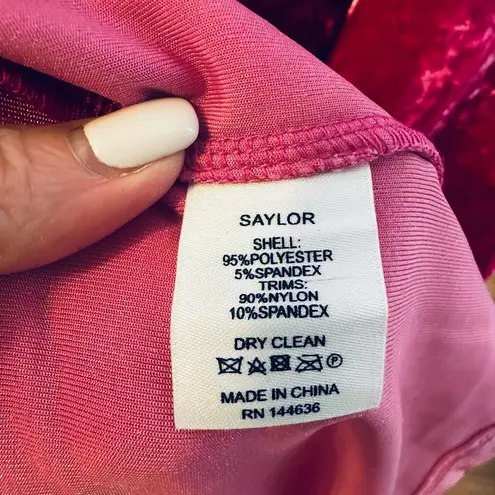 SAYLOR
SHELL:
95%POLYESTER
5%SPANDEX
TRIMS:
90%NYLON
10%SPANDEX
DRY CLEAN
P
MADE IN CHINA
RN 144636